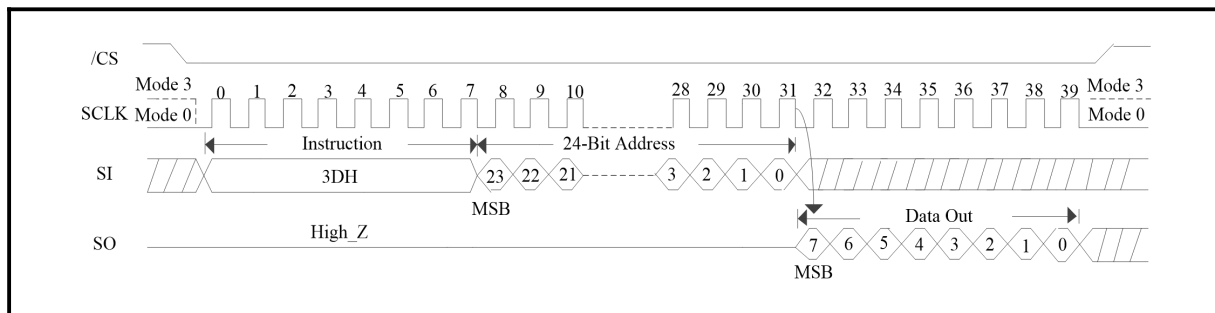 /CS
Mode 3 0 1 2 3 4 5 6 7 8 9 10 28 29 30 31 32 33 34 35 36 37 38 39 Mode 3
SCLK Mode 0 Mode 0
Instruction 24-Bit Address
SI 3DH 23 22 21 3 2 1 0
MSB
High_Z Data Out
SO 7 6 5 4 3 2 1 0
MSB